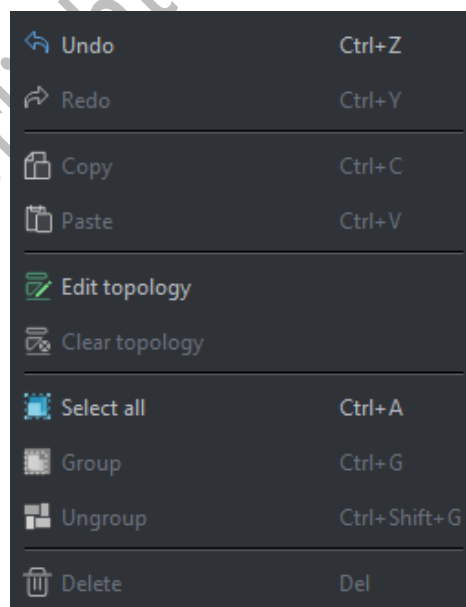 Undo Ctrl+Z
Redo Ctrl+Y
Copy Ctrl+C
Paste Ctrl+V
Edit topology
Clear topology
Select all Ctrl+A
Group Ctrl+G
Ungroup Ctrl+Shift+G
Delete Del